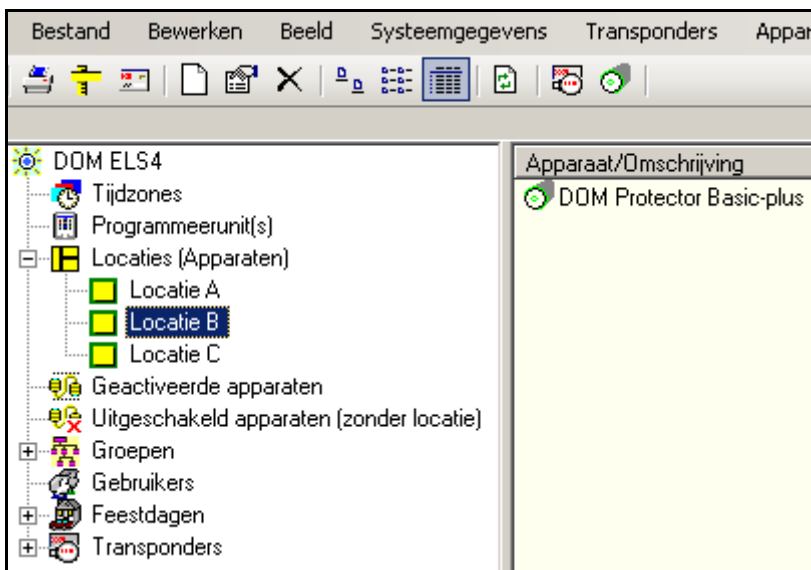 Bestand Bewerken Beeld Systeemgegevens Transponders Appar
DOM ELS4
Tijdzones
Programmeerunit(s)
Locaties (Apparaten)
Locatie A
Locatie B
Locatie C
Geactiveerde apparaten
Uitgeschakeld apparaten (zonder locatie)
Groepen
Gebruikers
Feestdagen
Transponders
Apparaat/Omschrijving
DOM Protector Basic-plus